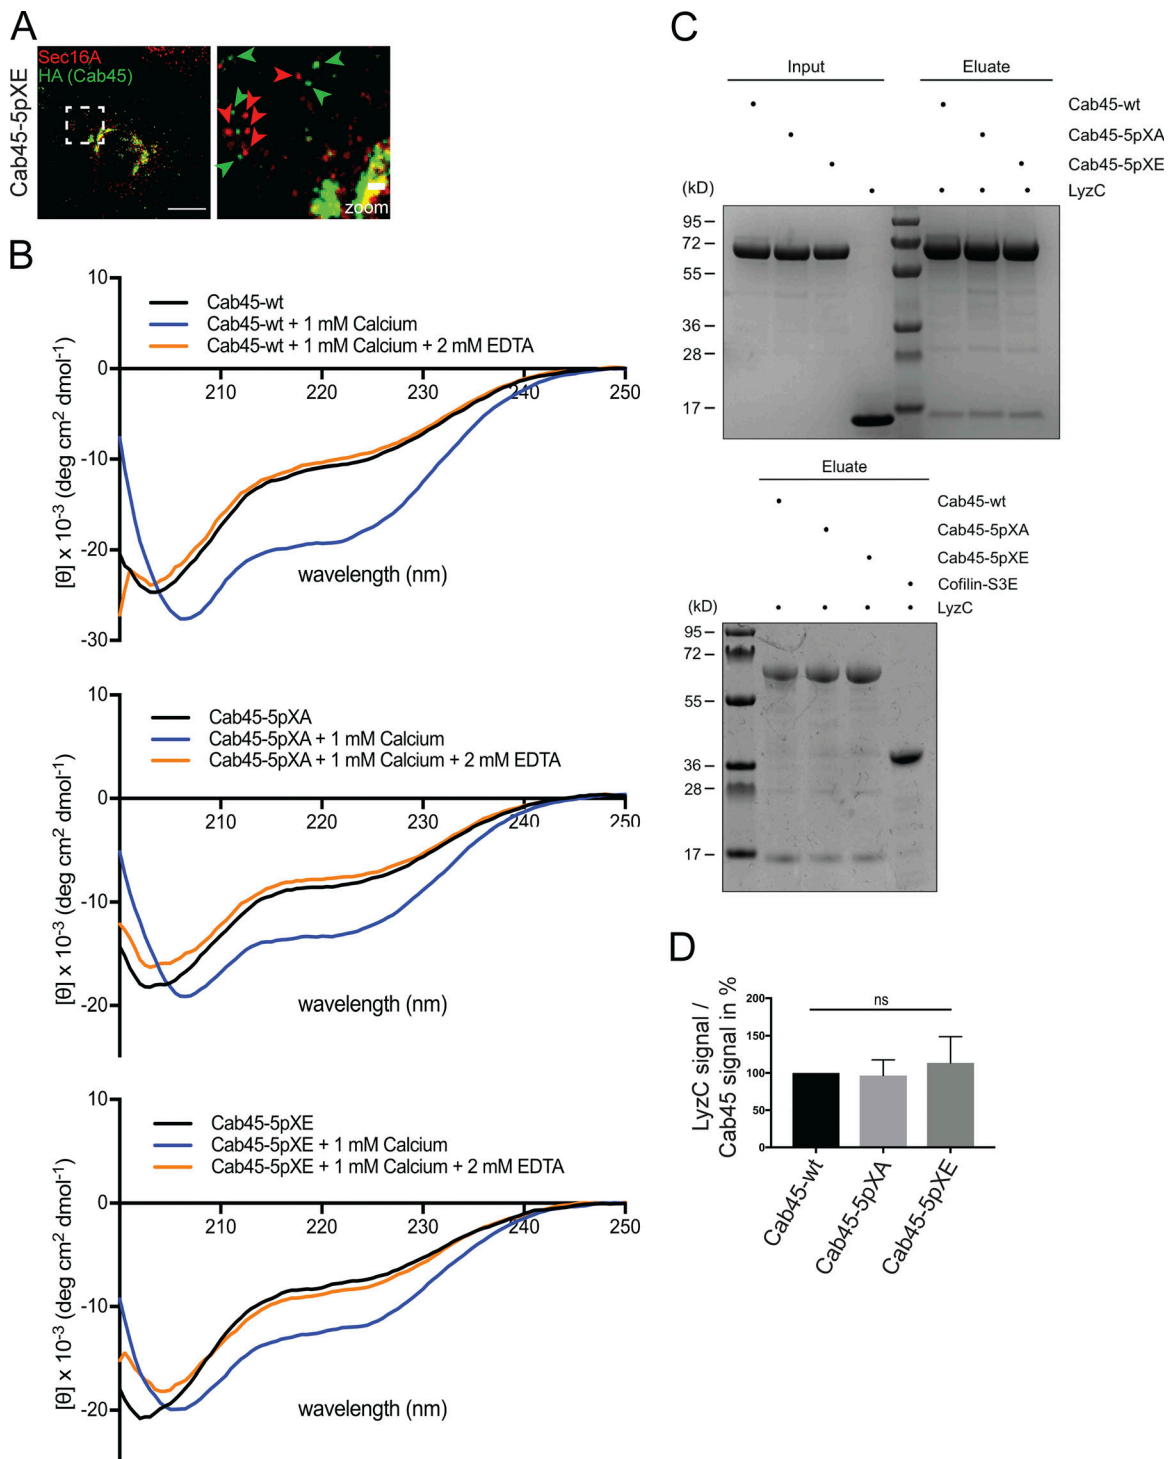 A
Cab45-5pXE
Sec16A
HA (Cab45)
zoom
B
10
0
-10
-20
-30
210
220
230
240
250
[θ] x 10-3 (deg cm2 dmol-1)
wavelength (nm)
Cab45-wt
Cab45-wt + 1 mM Calcium
Cab45-wt + 1 mM Calcium + 2 mM EDTA
10
0
-10
-20
210
220
230
240
250
[θ] x 10-3 (deg cm2 dmol-1)
wavelength (nm)
Cab45-5pXA
Cab45-5pXA + 1 mM Calcium
Cab45-5pXA + 1 mM Calcium + 2 mM EDTA
10
0
-10
-20
210
220
230
240
250
[θ] x 10-3 (deg cm2 dmol-1)
wavelength (nm)
Cab45-5pXE
Cab45-5pXE + 1 mM Calcium
Cab45-5pXE + 1 mM Calcium + 2 mM EDTA
C
Input
Eluate
Cab45-wt
Cab45-5pXA
Cab45-5pXE
LyzC
(kD)
95
72
55
36
28
17
Eluate
Cab45-wt
Cab45-5pXA
Cab45-5pXE
Cofilin-S3E
LyzC
(kD)
95
72
55
36
28
17
D
LyzC signal /
Cab45 signal in %
200
150
100
50
0
ns
Cab45-wt
Cab45-5pXA
Cab45-5pXE